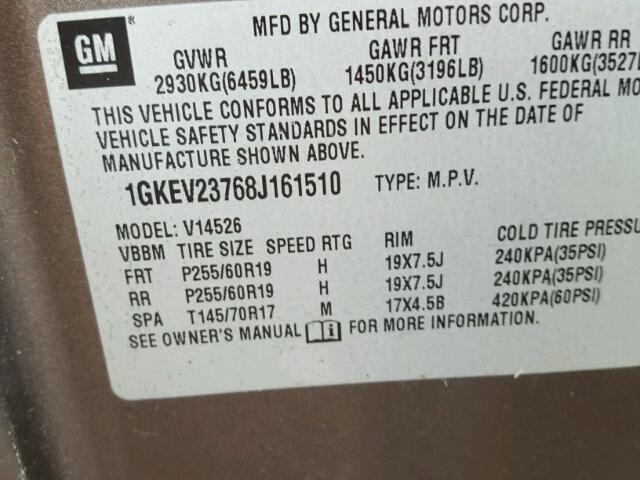 GM
MFD BY GENERAL MOTORS CORP.
GVWR GAWR FRT GAWR RR
2930KG(6459LB) 1450KG(3196LB) 1600KG(3527L
THIS VEHICLE CONFORMS TO ALL APPLICABLE U.S. FEDERAL MO
VEHICLE SAFETY STANDARDS IN EFFECT ON THE DATE OF
MANUFACTURE SHOWN ABOVE.
1GKEV23768J161510 TYPE: M.P.V.
MODEL: V14526
VBBM TIRE SIZE SPEED RTG RIM COLD TIRE PRESSU
FRT P255/60R19 H 19X7.5J 240KPA(35PSI)
RR P255/60R19 H 19X7.5J 240KPA(35PSI)
SPA T145/70R17 M 17X4.5B 420KPA(60PSI)
SEE OWNER'S MANUAL i FOR MORE INFORMATION.